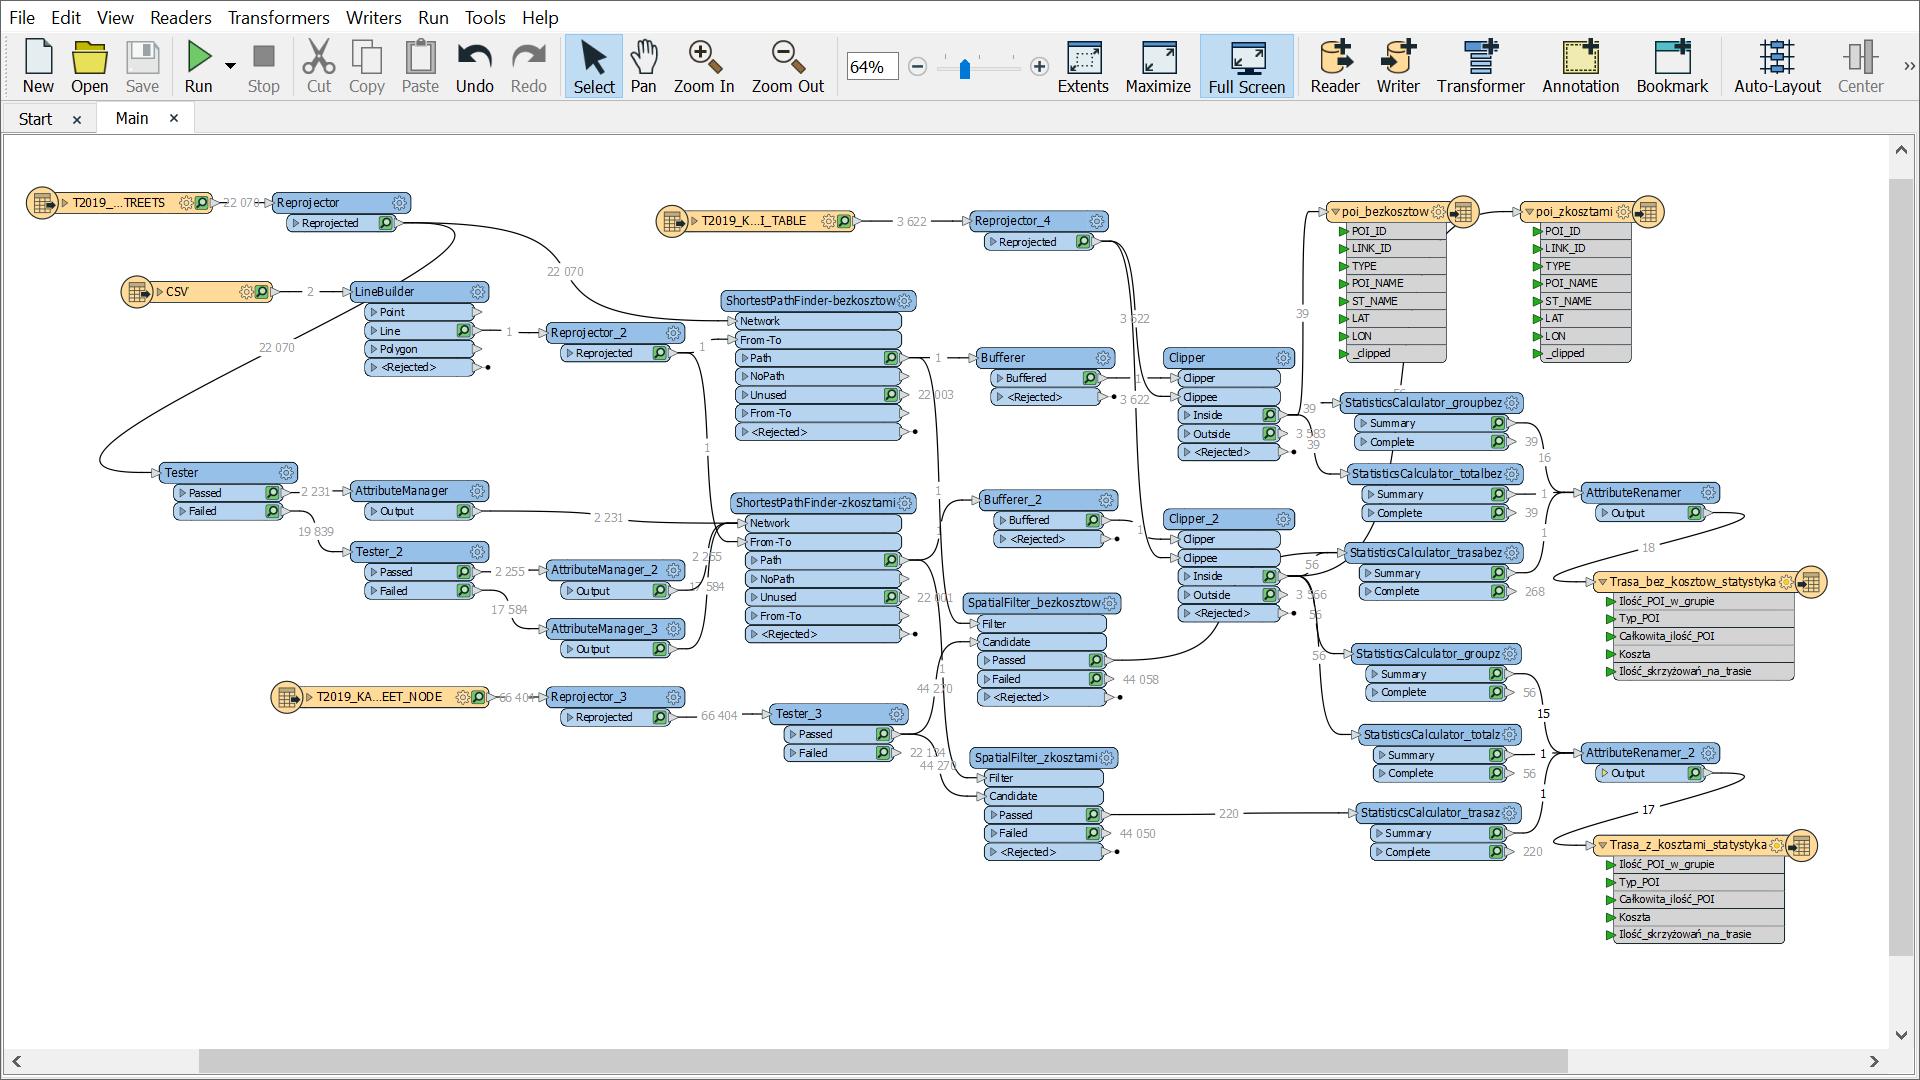 File Edit View Readers Transformers Writers Run Tools Help
New Open Save Run Stop Cut Copy Paste Undo Redo Select Pan Zoom In Zoom Out 64% Extents Maximize Full Screen Reader Writer Transformer Annotation Bookmark Auto-Layout Center
Start Main
T2019_...TREETS
22 070
Reprojector
Reprojected
22 070
22 070
CSV
2
LineBuilder
Point
Line
Polygon
<Rejected>
1
Reprojector_2
Reprojected
1
1
T2019_K...I_TABLE
3 622
Reprojector_4
Reprojected
3 622
3 622
ShortestPathFinder-bezkosztow
Network
From-To
Path
NoPath
Unused
From-To
<Rejected>
1
22 003
Bufferer
Buffered
<Rejected>
1
Clipper
Clipper
Clippee
Inside
Outside
<Rejected>
39
39
3 583
39
poi_bezkosztow
POI_ID
LINK_ID
TYPE
POI_NAME
ST_NAME
LAT
LON
_clipped
56
poi_zkosztami
POI_ID
LINK_ID
TYPE
POI_NAME
ST_NAME
LAT
LON
_clipped
StatisticsCalculator_groupbez
Summary
Complete
39
16
StatisticsCalculator_totalbez
Summary
Complete
1
39
1
StatisticsCalculator_trasabez
Summary
Complete
268
AttributeRenamer
Output
18
Trasa_bez_kosztow_statystyka
Ilość_POI_w_grupie
Typ_POI
Całkowita_ilość_POI
Koszta
Ilość_skrzyżowań_na_trasie
Tester
Passed
Failed
2 231
19 839
AttributeManager
Output
2 231
Tester_2
Passed
Failed
2 255
17 584
AttributeManager_2
Output
2 255
17 584
AttributeManager_3
Output
ShortestPathFinder-zkosztami
Network
From-To
Path
NoPath
Unused
From-To
<Rejected>
1
1
22 001
Bufferer_2
Buffered
<Rejected>
1
Clipper_2
Clipper
Clippee
Inside
Outside
<Rejected>
56
3 566
56
56
SpatialFilter_bezkosztow
Filter
Candidate
Passed
Failed
<Rejected>
44 058
T2019_KA...EET_NODE
66 404
Reprojector_3
Reprojected
66 404
Tester_3
Passed
Failed
22 134
44 270
44 270
1
SpatialFilter_zkosztami
Filter
Candidate
Passed
Failed
<Rejected>
220
44 050
StatisticsCalculator_groupz
Summary
Complete
56
15
StatisticsCalculator_totalz
Summary
Complete
1
56
1
StatisticsCalculator_trasaz
Summary
Complete
220
AttributeRenamer_2
Output
17
Trasa_z_kosztami_statystyka
Ilość_POI_w_grupie
Typ_POI
Całkowita_ilość_POI
Koszta
Ilość_skrzyżowań_na_trasie